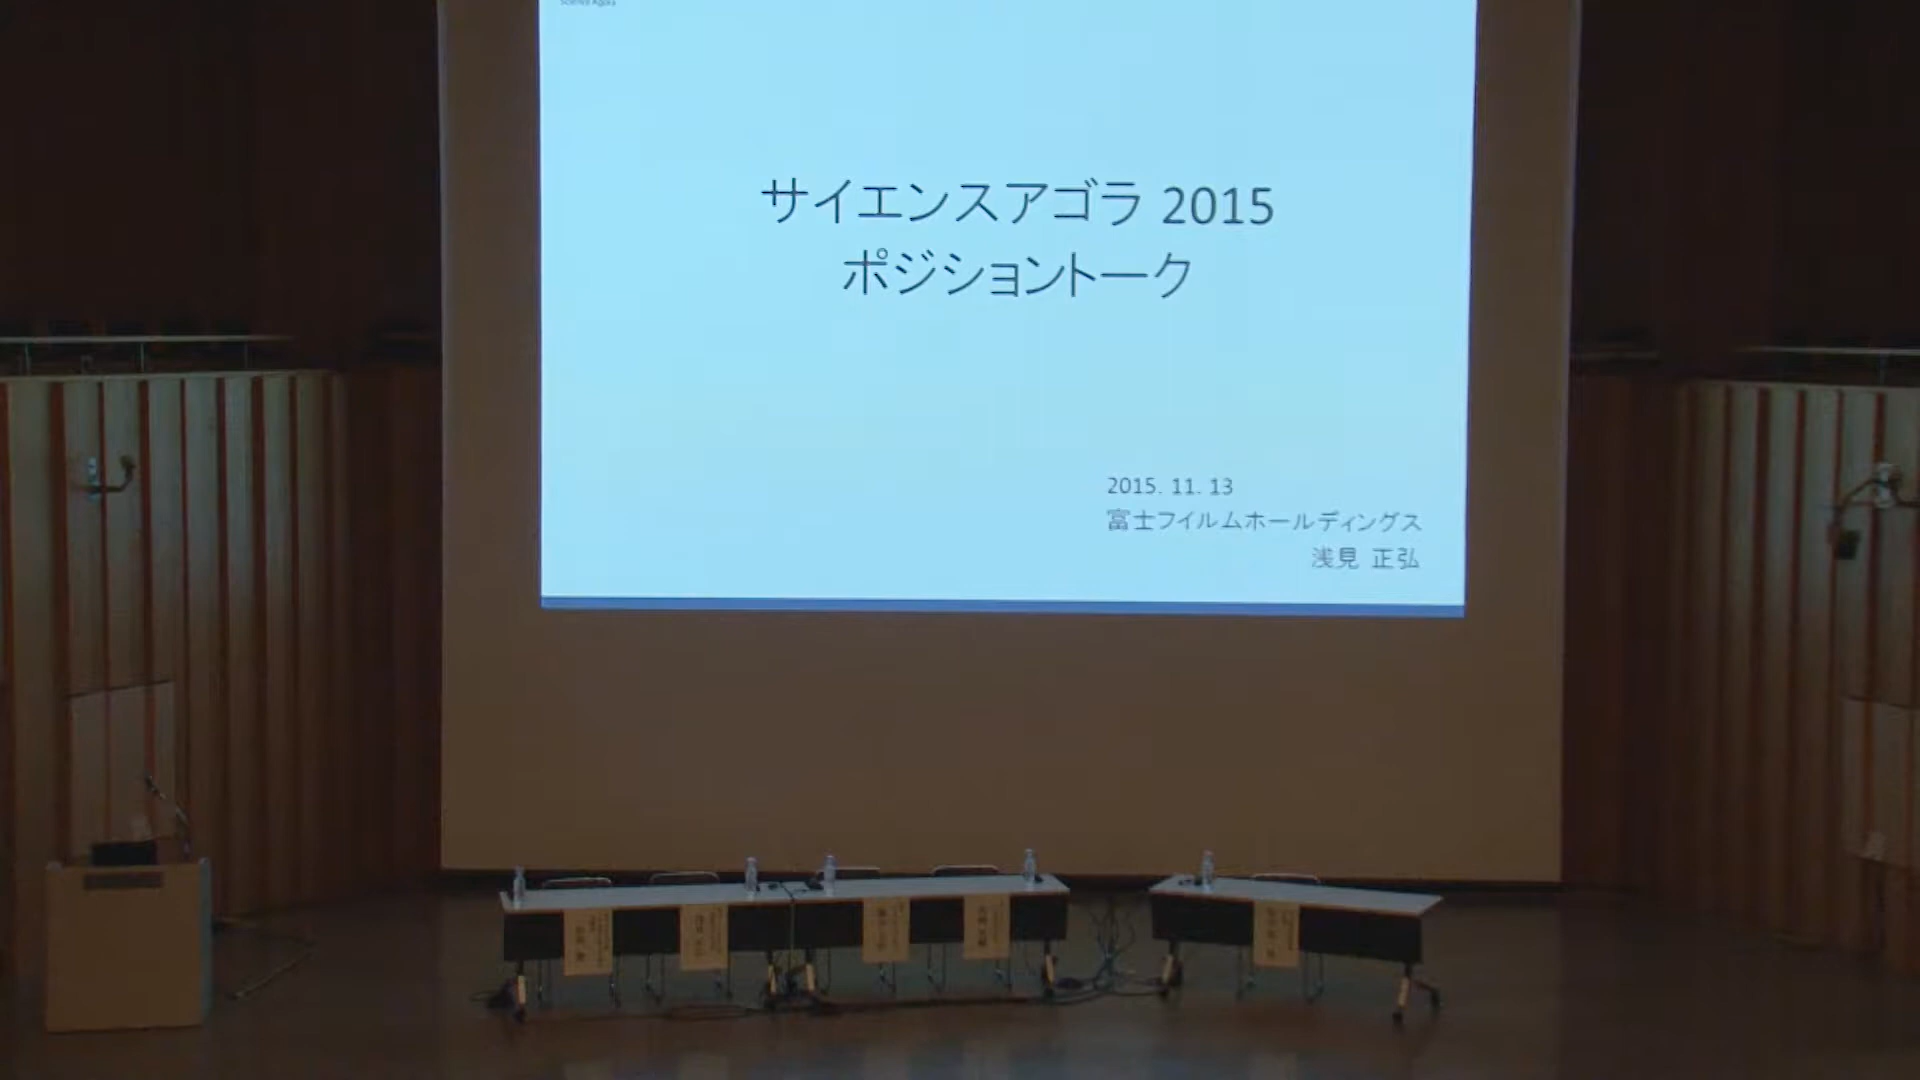 Science Agora
サイエンスアゴラ 2015
ポジショントーク
2015. 11. 13
富士フイルムホールディングス
浅見 正弘